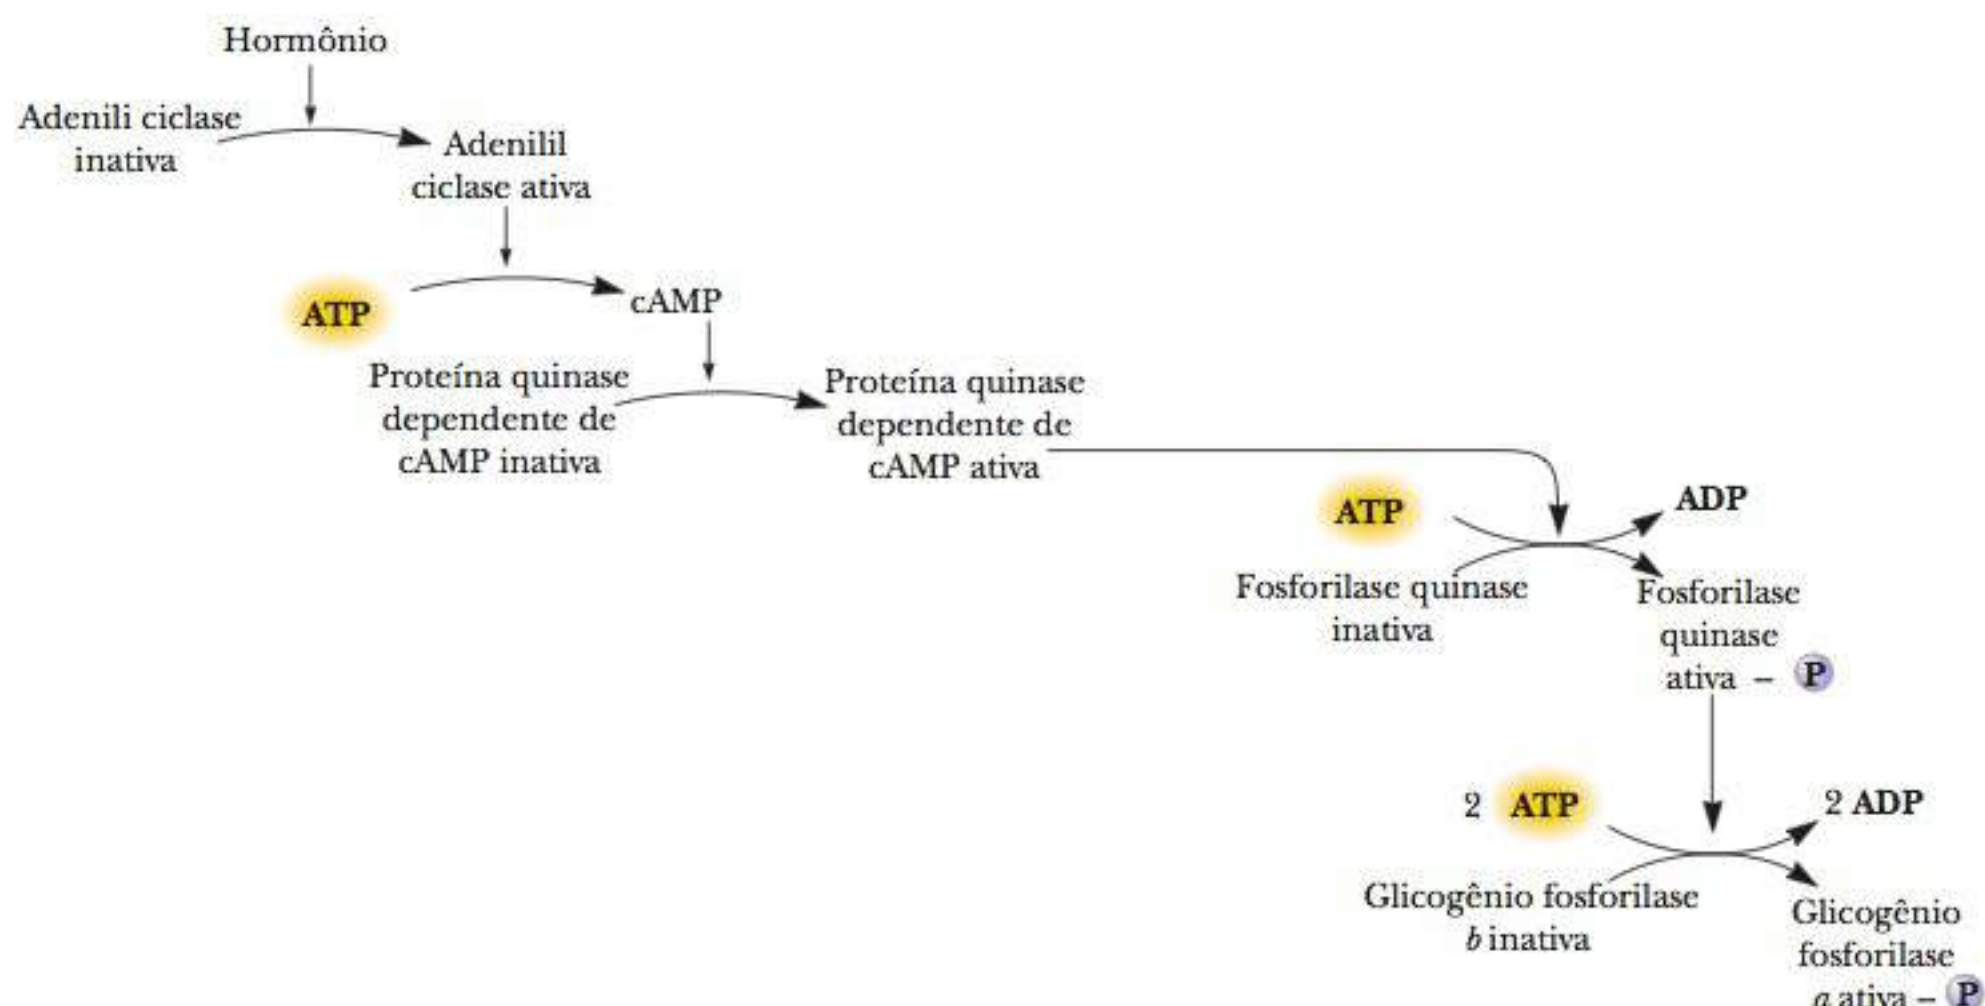 Hormônio
Adenili ciclase
inativa
Adenilil
ciclase ativa
ATP
cAMP
Proteína quinase
dependente de
cAMP inativa
Proteína quinase
dependente de
cAMP ativa
ATP
ADP
Fosforilase quinase
inativa
Fosforilase
quinase
ativa – P
2 ATP
2 ADP
Glicogênio fosforilase
b inativa
Glicogênio
fosforilase
a ativa – P